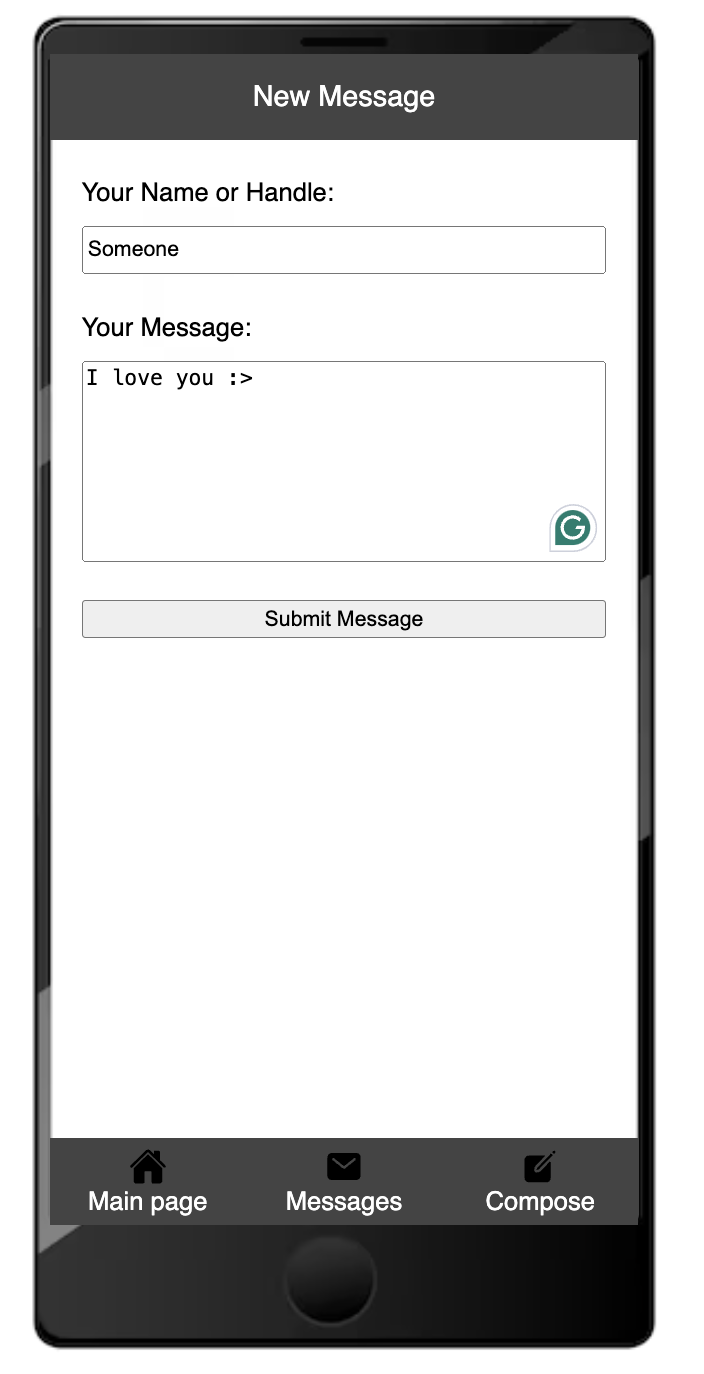 New Message
Your Name or Handle:
Someone
Your Message:
I love you :>
Submit Message
Main page
Messages
Compose